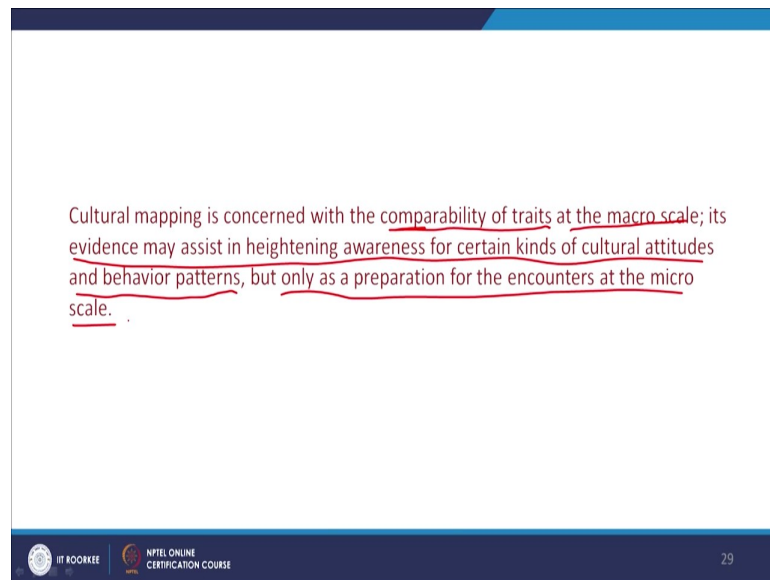 Cultural mapping is concerned with the comparability of traits at the macro scale; its
evidence may assist in heightening awareness for certain kinds of cultural attitudes
and behavior patterns, but only as a preparation for the encounters at the micro
scale.
IIT ROORKEE
NPTEL ONLINE
CERTIFICATION COURSE
29